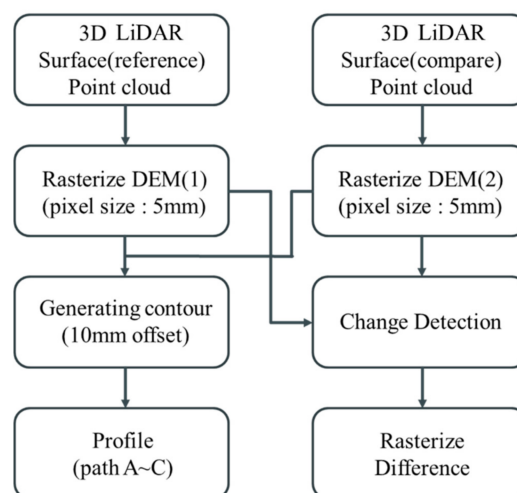 3D LiDAR
Surface(reference)
Point cloud
3D LiDAR
Surface(compare)
Point cloud
Rasterize DEM(1)
(pixel size : 5mm)
Rasterize DEM(2)
(pixel size : 5mm)
Generating contour
(10mm offset)
Change Detection
Profile
(path A~C)
Rasterize
Difference